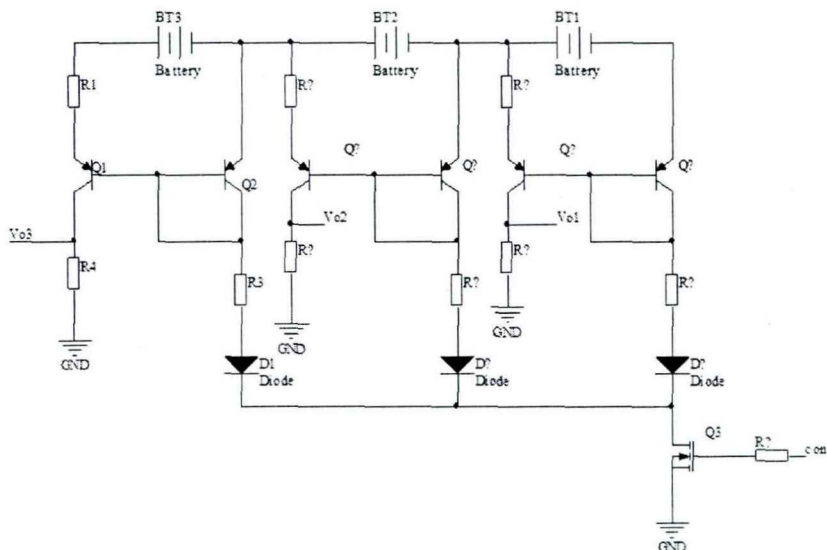 BT3
BT2
BT1
Battery
Battery
Battery
R1
R?
R?
Q1
Q2
Q?
Q?
Q?
Q?
Vo3
Vo2
Vo1
R4
R3
R?
R?
R?
R?
GND
GND
GND
D1
Diode
D?
Diode
D?
Diode
Q3
R?
con
GND